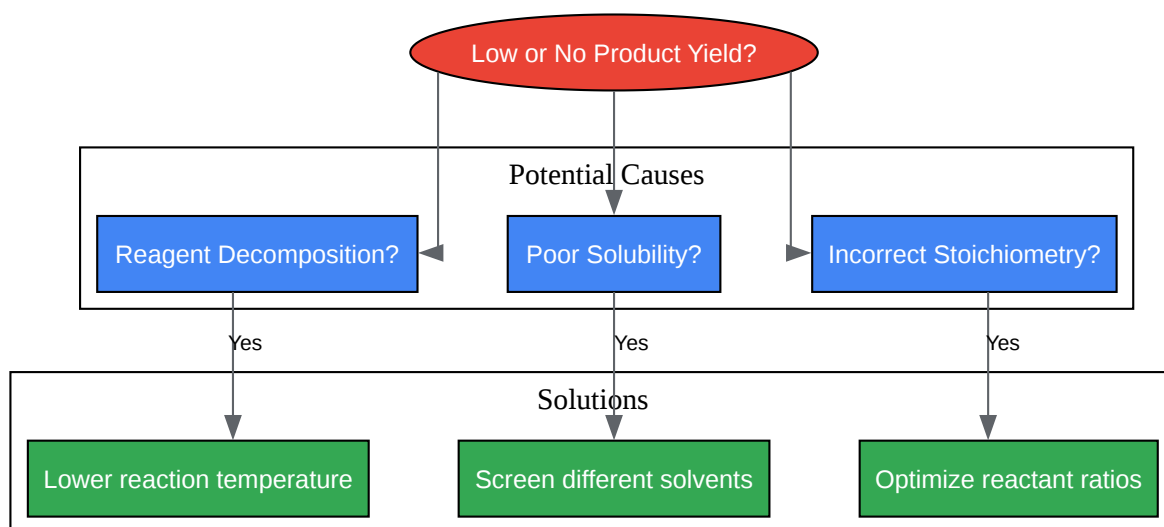 Low or No Product Yield?
Potential Causes
Reagent Decomposition?
Poor Solubility?
Incorrect Stoichiometry?
Yes
Yes
Yes
Solutions
Lower reaction temperature
Screen different solvents
Optimize reactant ratios